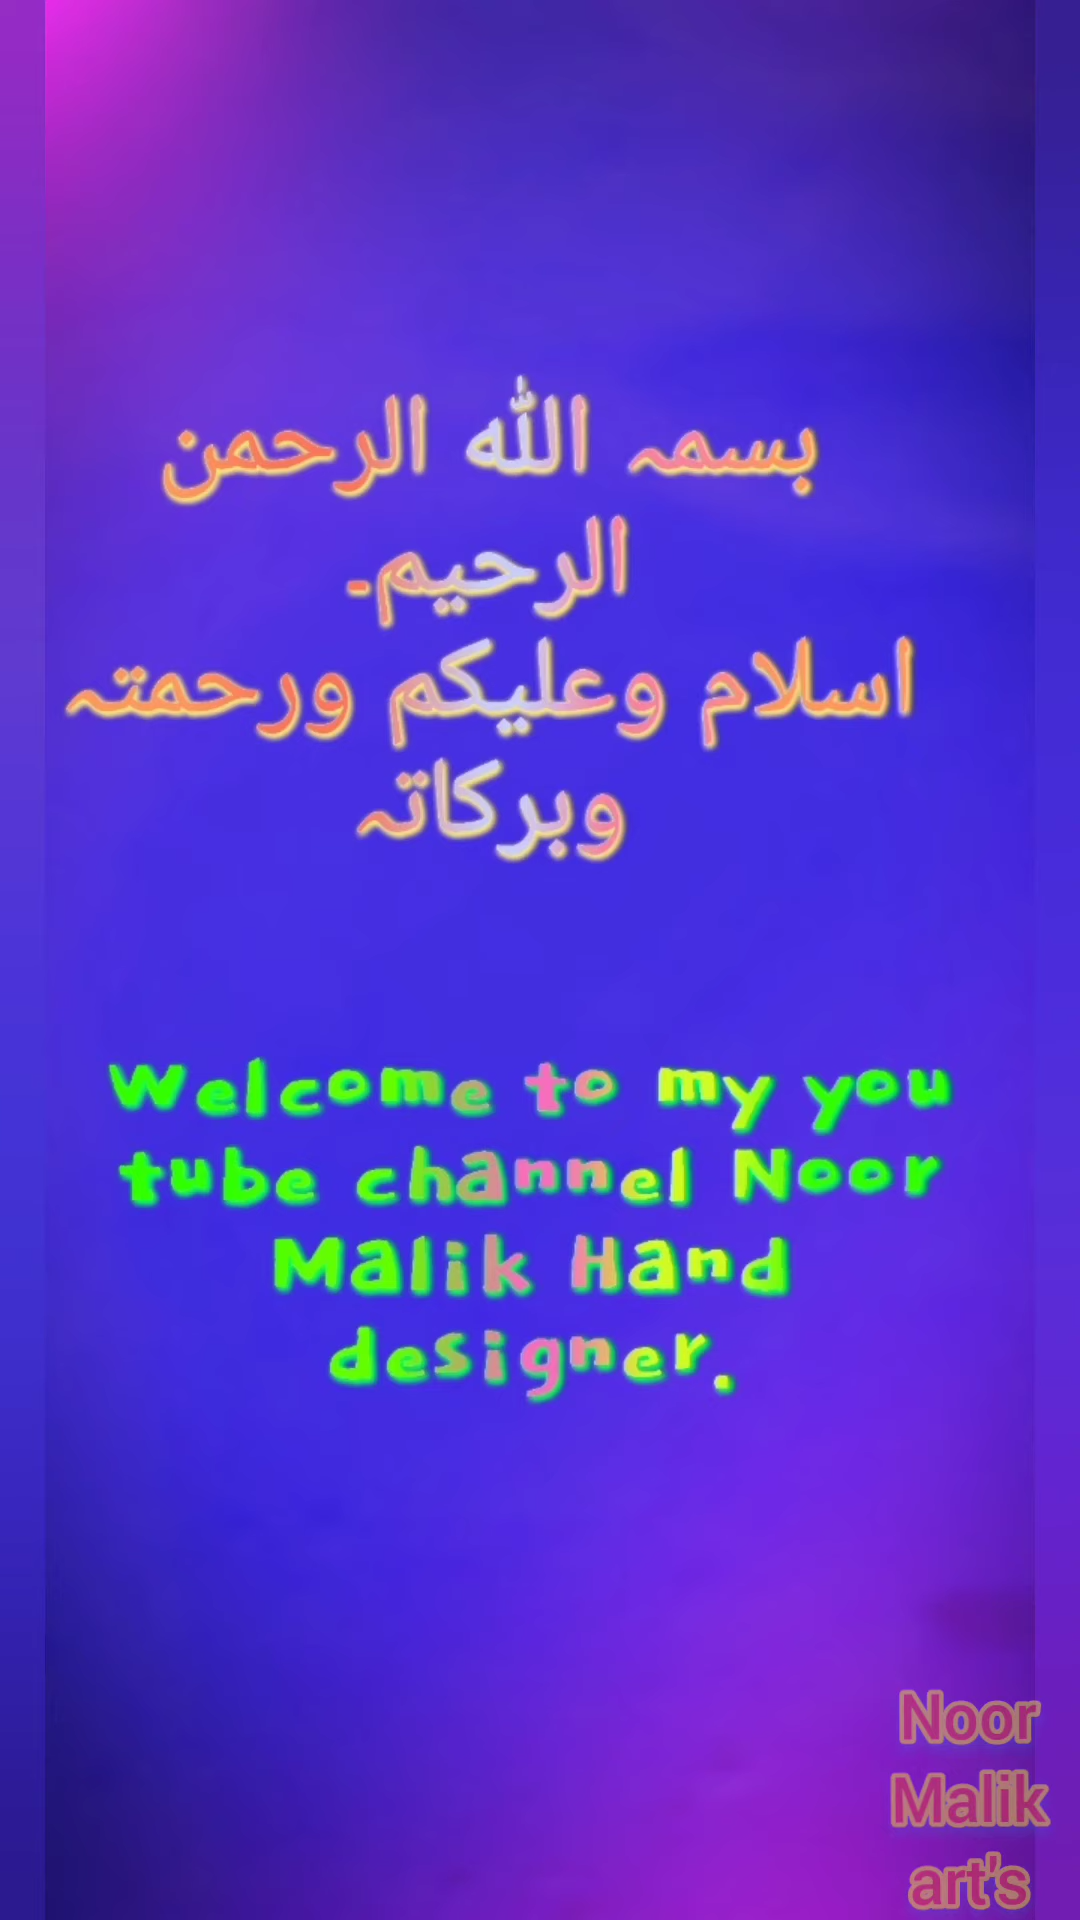 بسمہ اللہ الرحمن
الرحیم۔
اسلام وعلیکم ورحمتہ
وبرکاتہ
Welcome to my you
tube channel Noor
Malik Hand
designer.
Noor
Malik
art's